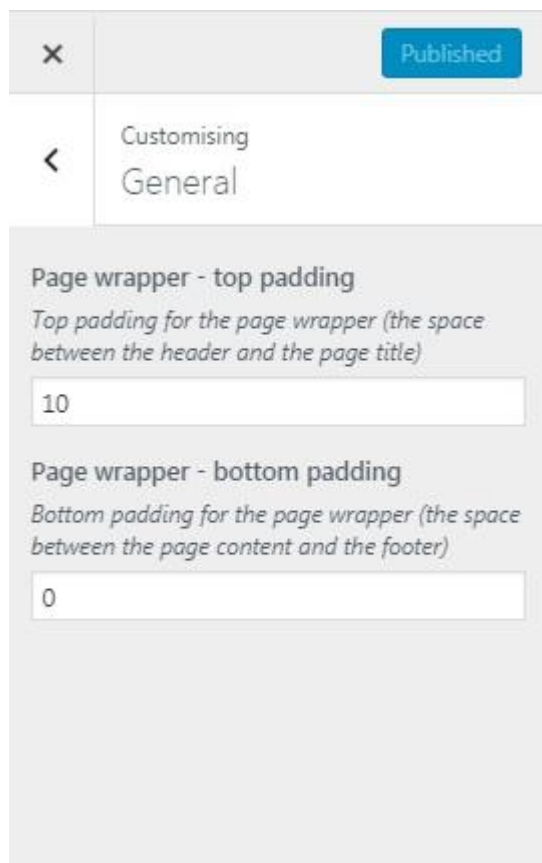 Published
Customising
General
Page wrapper - top padding
Top padding for the page wrapper (the space
between the header and the page title)
10
Page wrapper - bottom padding
Bottom padding for the page wrapper (the space
between the page content and the footer)
0